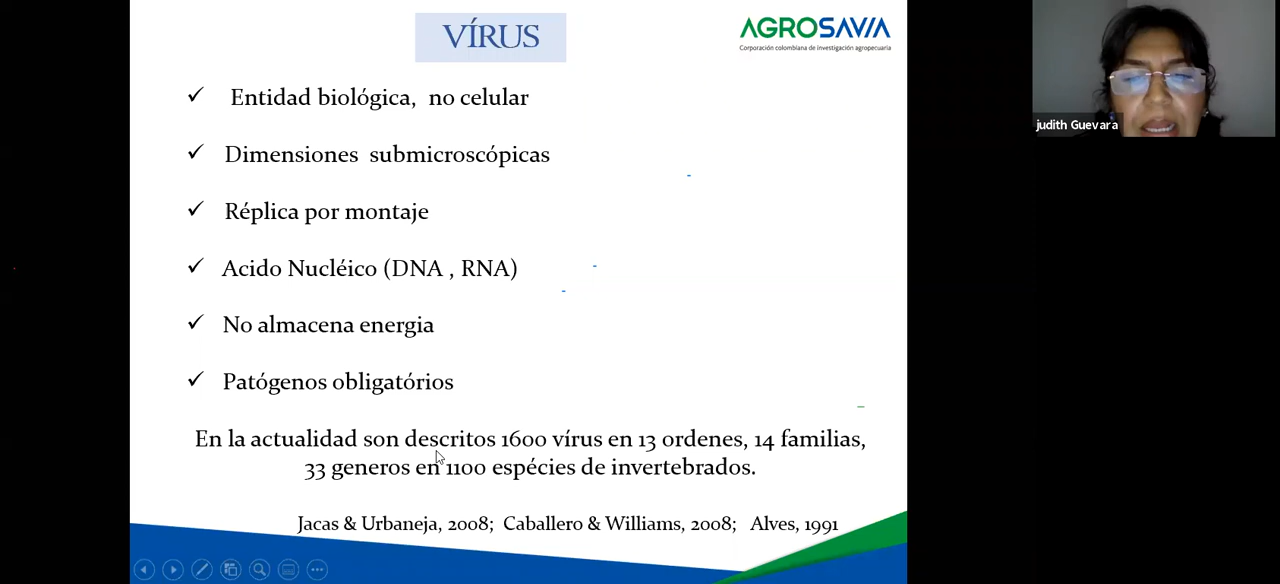 VÍRUS
AGROSAVIA
Corporación colombiana de investigación agropecuaria
Entidad biológica, no celular
Dimensiones submicroscópicas
Réplica por montaje
Acido Nucléico (DNA , RNA)
No almacena energia
Patógenos obligatórios
En la actualidad son descritos 1600 vírus en 13 ordenes, 14 familias,
33 generos en 1100 espécies de invertebrados.
Jacas & Urbaneja, 2008; Caballero & Williams, 2008; Alves, 1991
judith Guevara